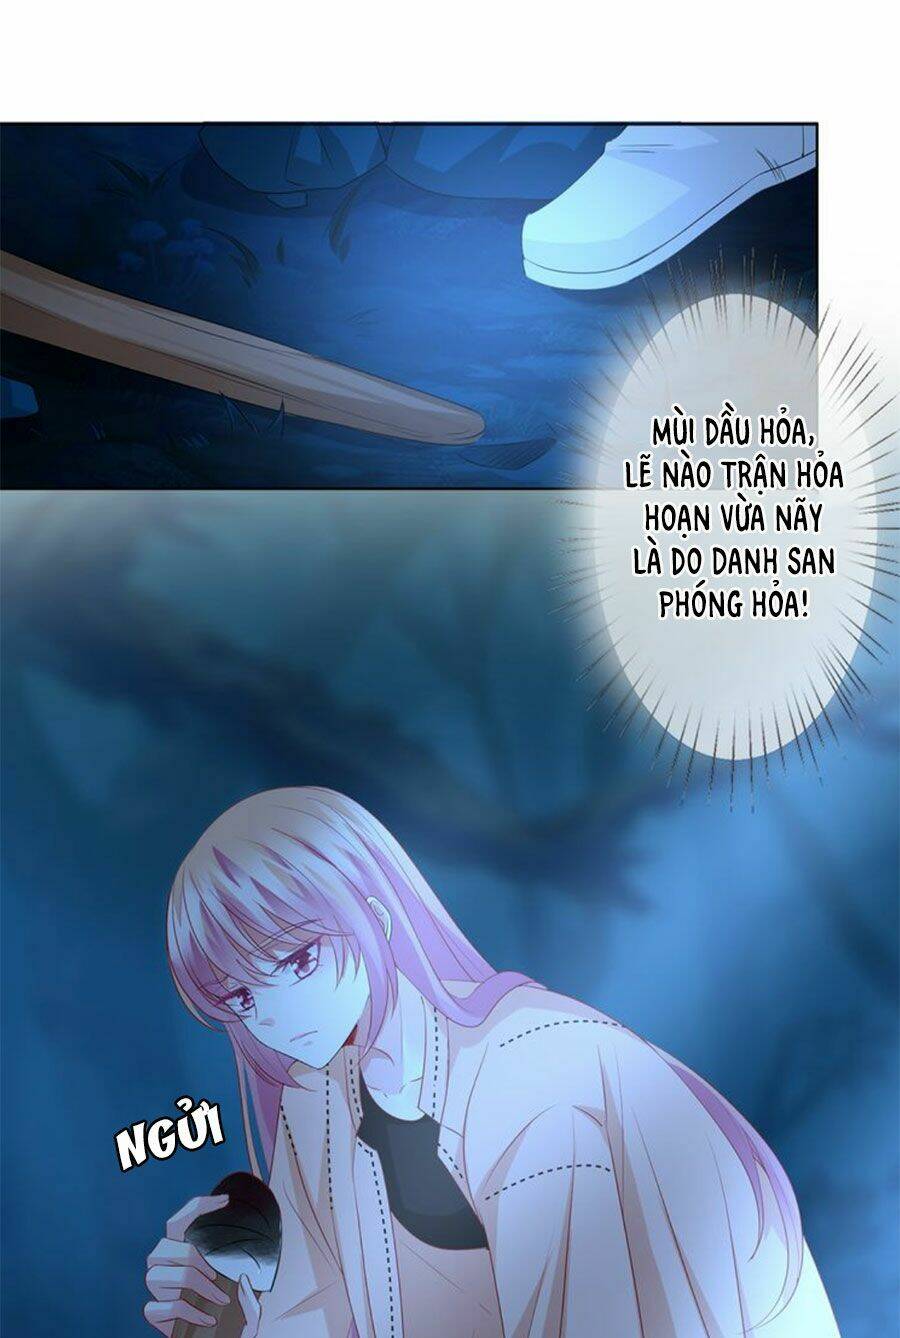 MÙI DẦU HỎA,
LẼ NÀO TRẬN HỎA
HOẠN VỪA NÃY
LÀ DO DANH SAN
PHÓNG HỎA!
NGỬI